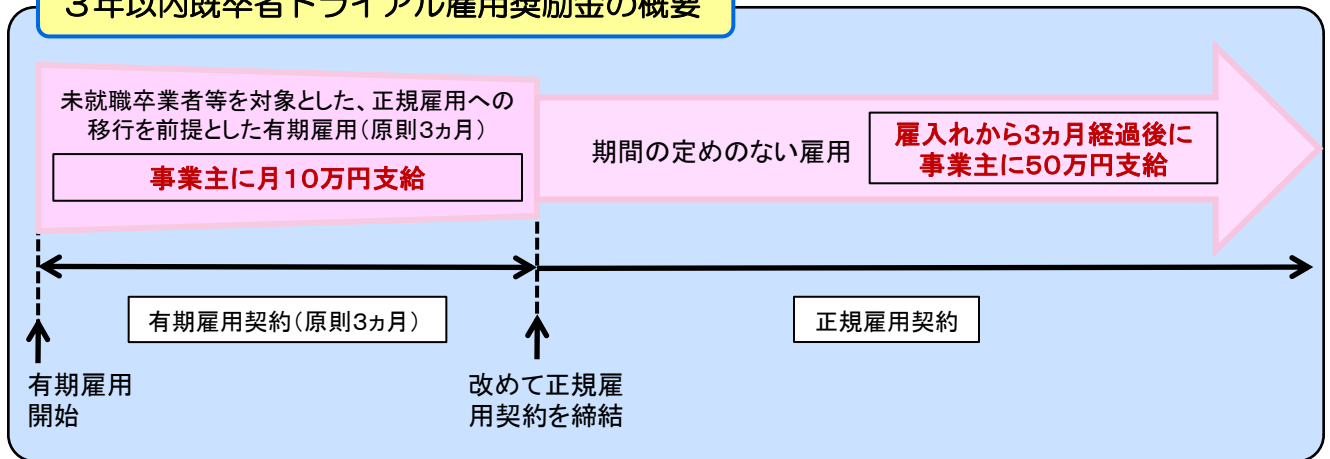 3年以内既卒者トライアル雇用奨励金の概要
未就職卒業者等を対象とした、正規雇用への
移行を前提とした有期雇用(原則3ヵ月)
事業主に月10万円支給
期間の定めのない雇用
雇入れから3ヵ月経過後に
事業主に50万円支給
有期雇用契約(原則3ヵ月)
正規雇用契約
有期雇用
開始
改めて正規雇
用契約を締結